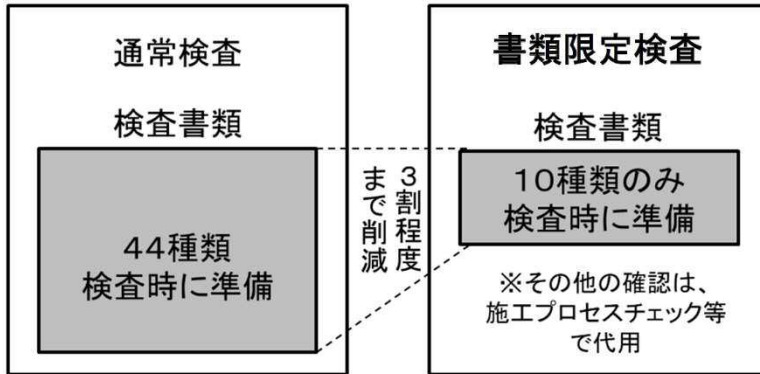 通常検査
検査書類
44種類
検査時に準備
3割程度
まで削減
書類限定検査
検査書類
10種類のみ
検査時に準備
※その他の確認は、
施工プロセスチェック等
で代用